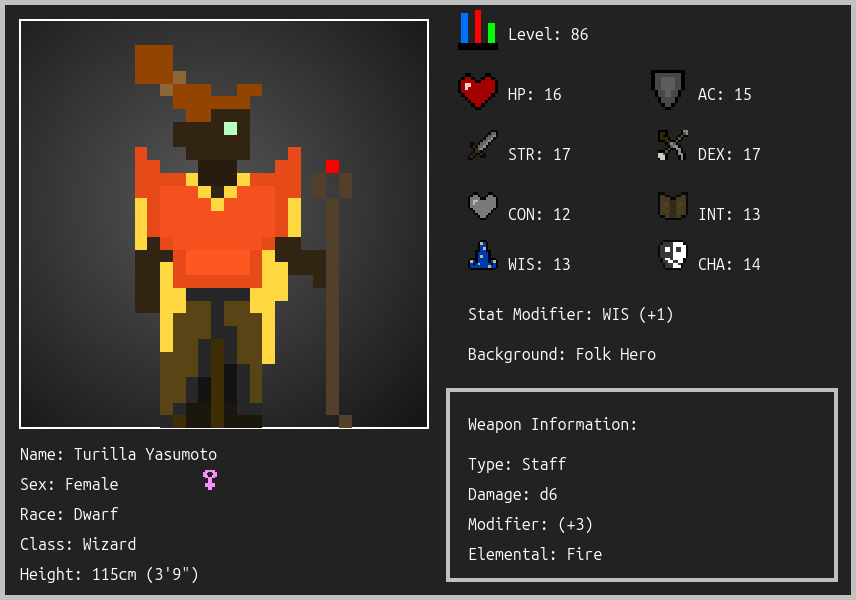 Level: 86
HP: 16
AC: 15
STR: 17
DEX: 17
CON: 12
INT: 13
WIS: 13
CHA: 14
Stat Modifier: WIS (+1)
Background: Folk Hero
Weapon Information:
Type: Staff
Damage: d6
Modifier: (+3)
Elemental: Fire
Name: Turilla Yasumoto
Sex: Female
Race: Dwarf
Class: Wizard
Height: 115cm (3'9")